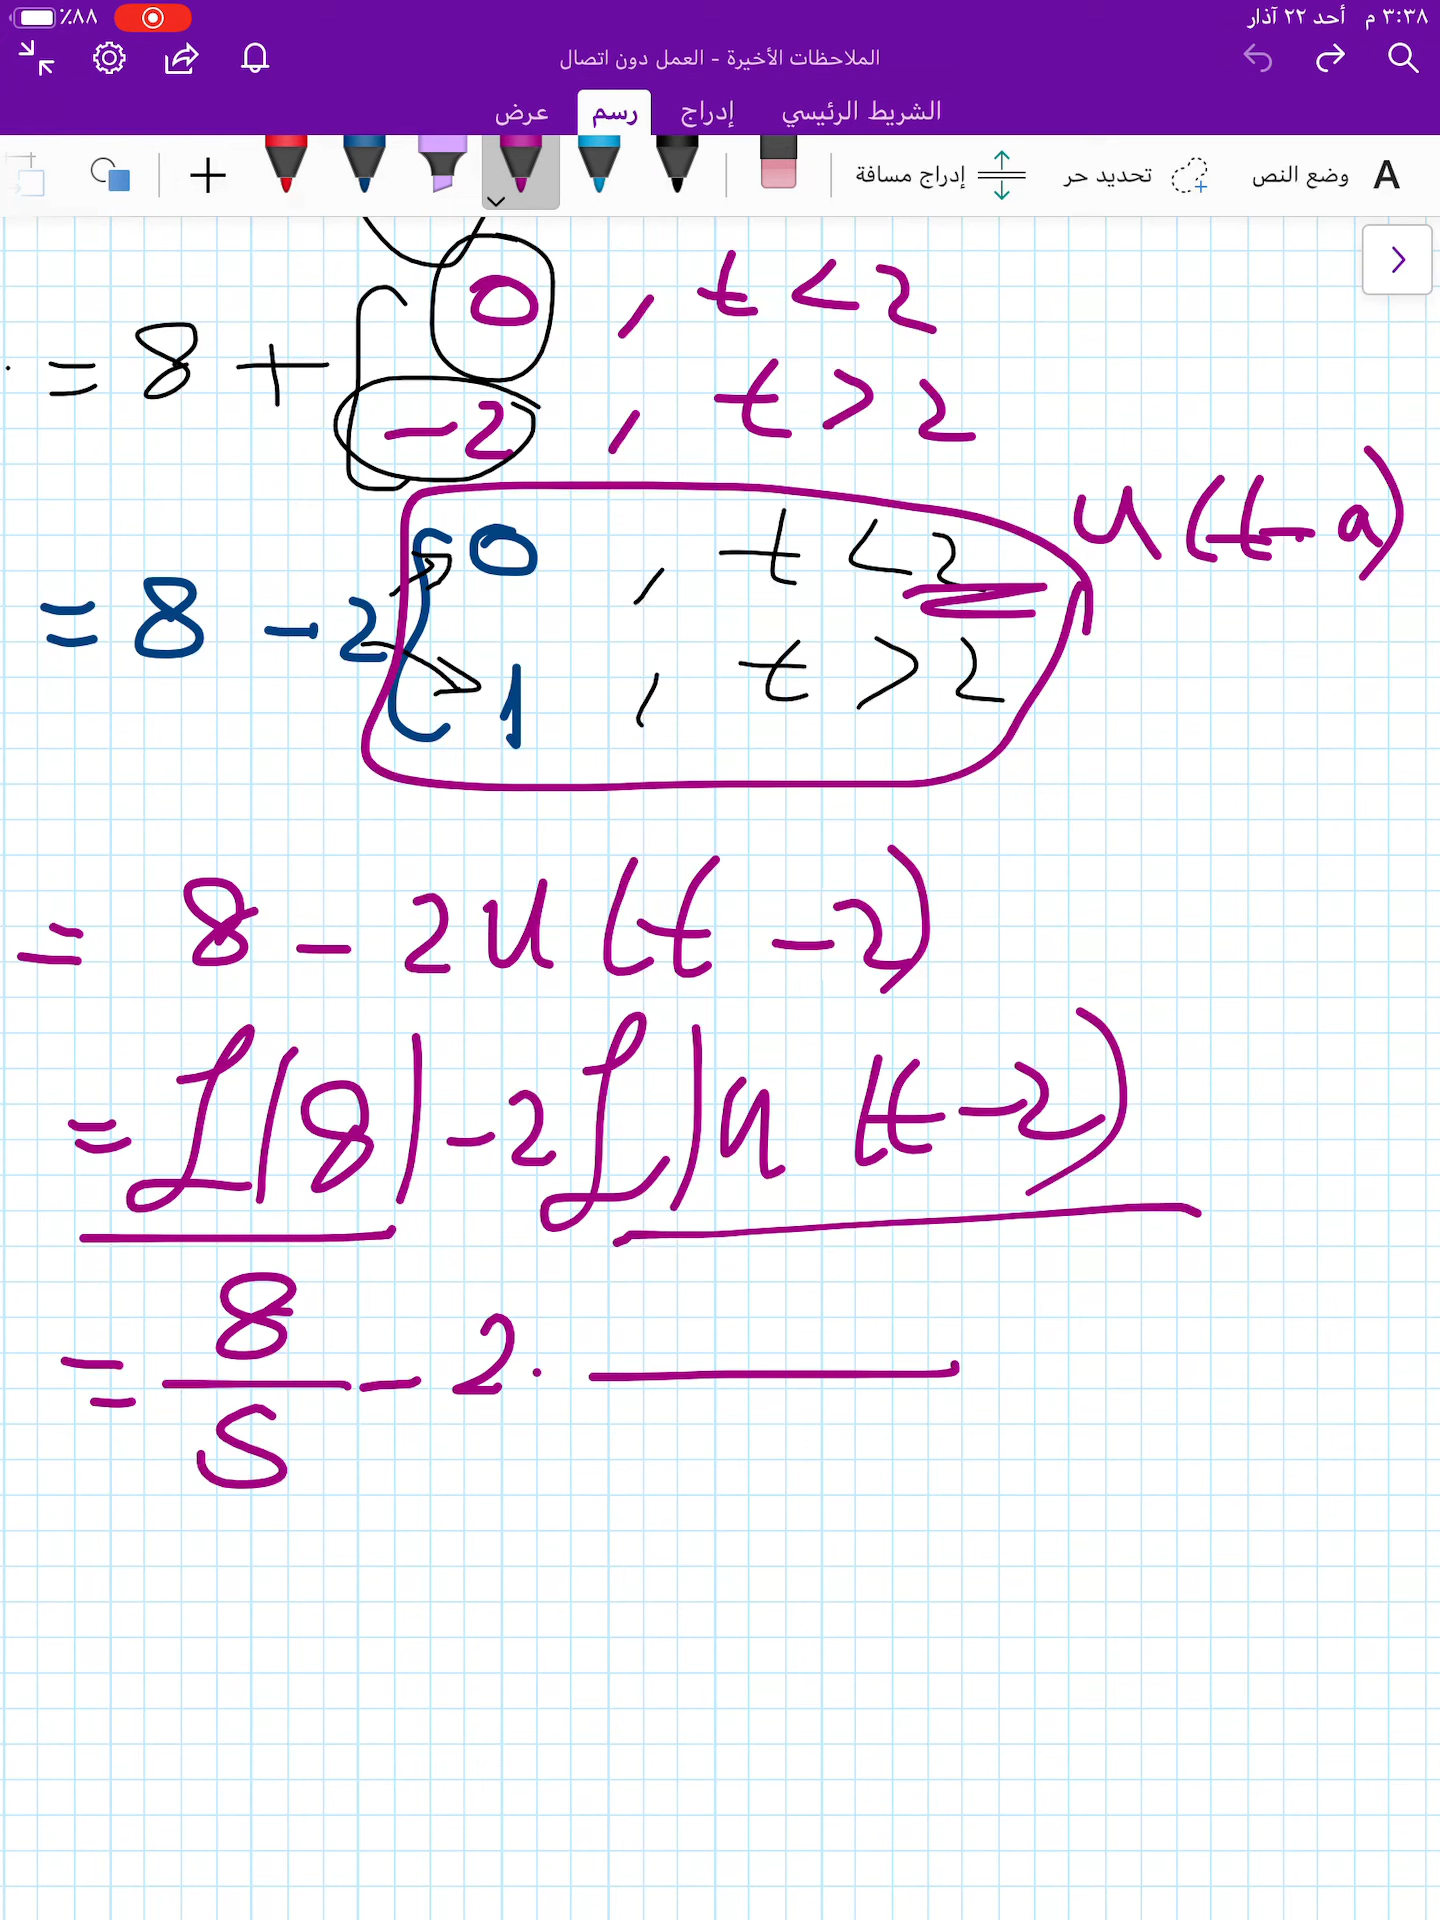 ٣:٣٨ م أحد ٢٢ آذار
٪٨٨
الملاحظات الأخيرة - العمل دون اتصال
الشريط الرئيسي إدراج رسم عرض
A وضع النص تحديد حر إدراج مسافة
0 , t < 2
= 8 +
-2 , t > 2
u(t-a)
0 , t < 2
= 8 - 2
1 , t > 2
= 8 - 2u(t - 2)
= ℒ(8) - 2ℒ)u(t - 2)
= 8/S - 2 ·